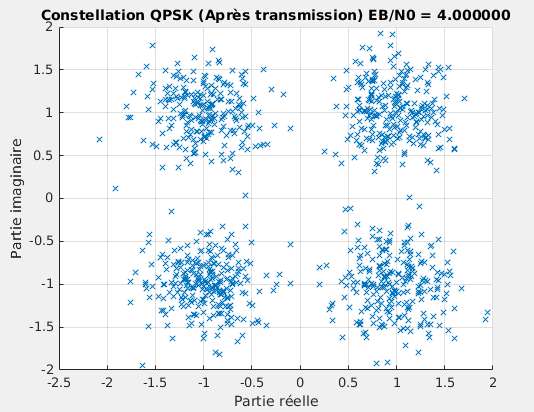 Constellation QPSK (Après transmission) EB/N0 = 4.000000
2
1.5
1
0.5
0
-0.5
-1
-1.5
-2
Partie imaginaire
-2.5 -2 -1.5 -1 -0.5 0 0.5 1 1.5 2
Partie réelle